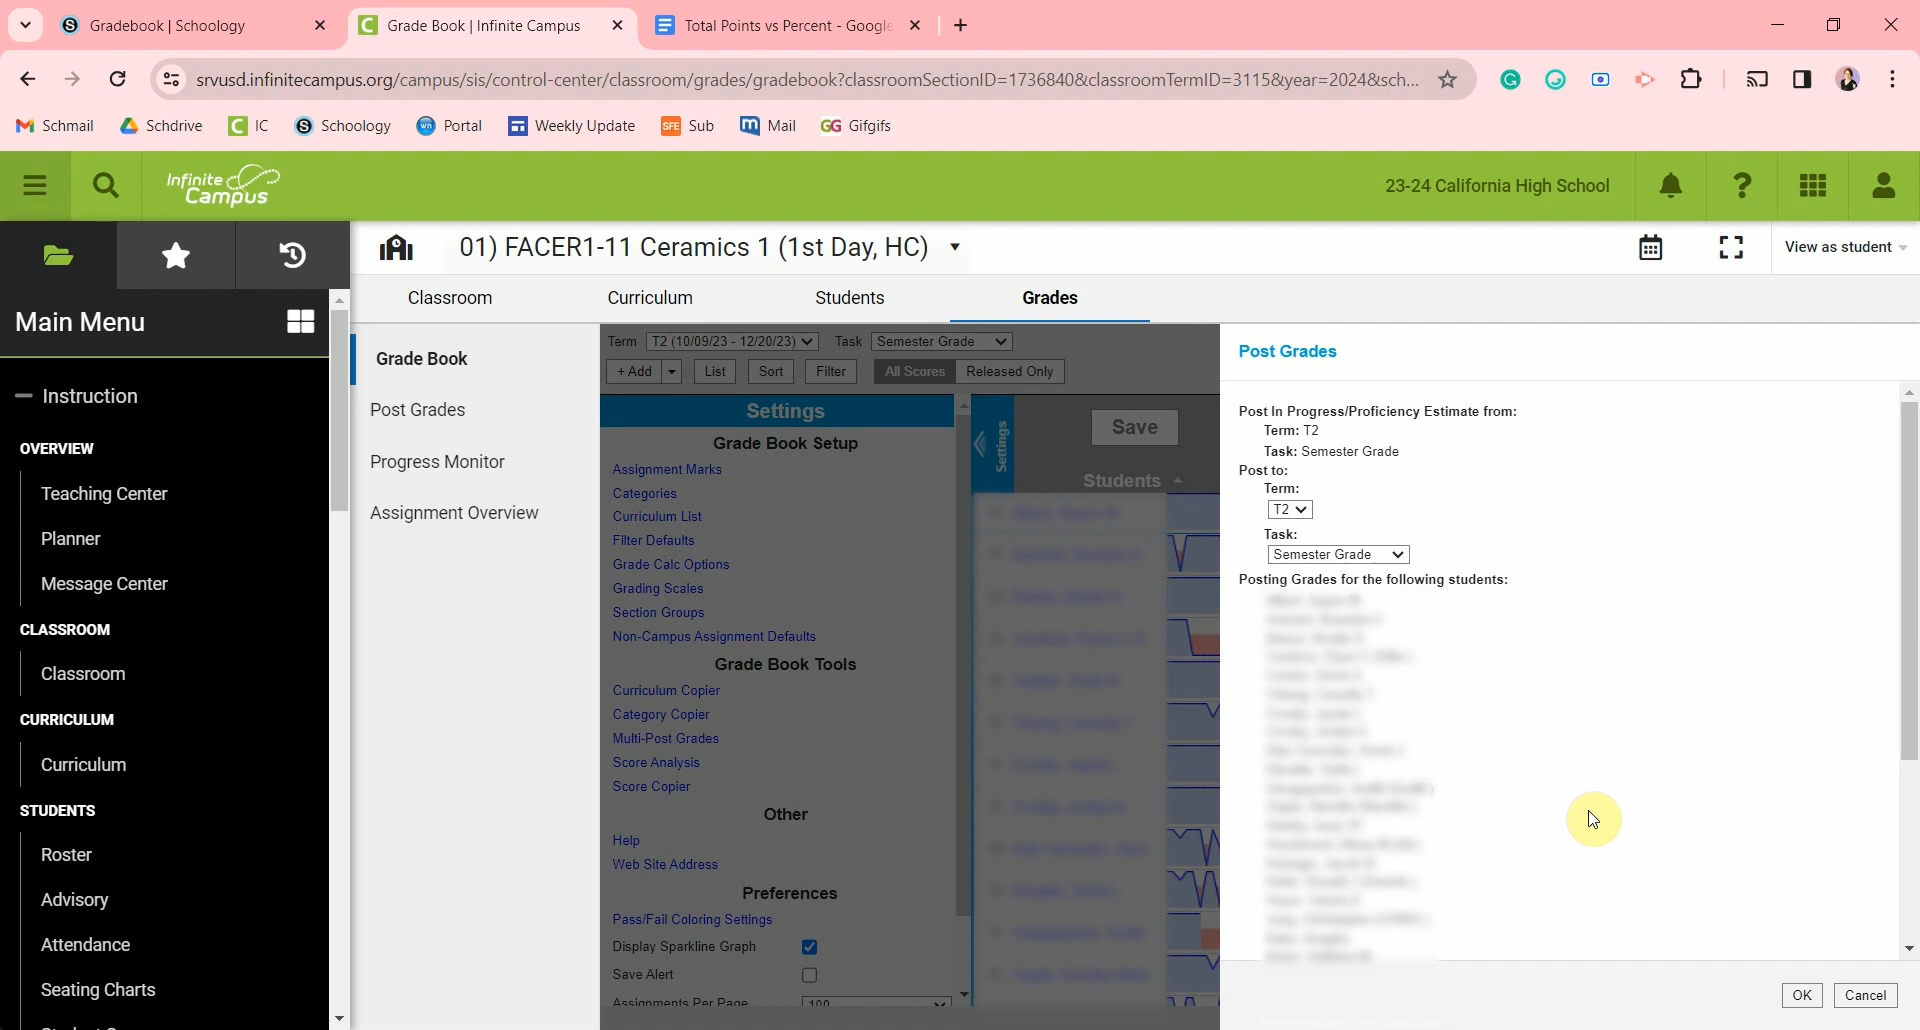 Gradebook | Schoology
Grade Book | Infinite Campus
Total Points vs Percent - Google
srvusd.infinitecampus.org/campus/sis/control-center/classroom/grades/gradebook?classroomSectionID=1736840&classroomTermID=3115&year=2024&sch...
Schmail
Schdrive
IC
Schoology
Portal
Weekly Update
Sub
Mail
Gifgifs
Infinite Campus
23-24 California High School
01) FACER1-11 Ceramics 1 (1st Day, HC)
View as student
Main Menu
Classroom
Curriculum
Students
Grades
Instruction
OVERVIEW
Teaching Center
Planner
Message Center
CLASSROOM
Classroom
CURRICULUM
Curriculum
STUDENTS
Roster
Advisory
Attendance
Seating Charts
Grade Book
Post Grades
Progress Monitor
Assignment Overview
Term T2 (10/09/23 - 12/20/23) Task Semester Grade
+ Add List Sort Filter All Scores Released Only
Settings
Grade Book Setup
Assignment Marks
Categories
Curriculum List
Filter Defaults
Grade Calc Options
Grading Scales
Section Groups
Non-Campus Assignment Defaults
Grade Book Tools
Curriculum Copier
Category Copier
Multi-Post Grades
Score Analysis
Score Copier
Other
Help
Web Site Address
Preferences
Pass/Fail Coloring Settings
Display Sparkline Graph
Save Alert
Assignments Per Page 100
Settings
Save
Students
Post Grades
Post In Progress/Proficiency Estimate from:
Term: T2
Task: Semester Grade
Post to:
Term:
T2
Task:
Semester Grade
Posting Grades for the following students:
OK
Cancel